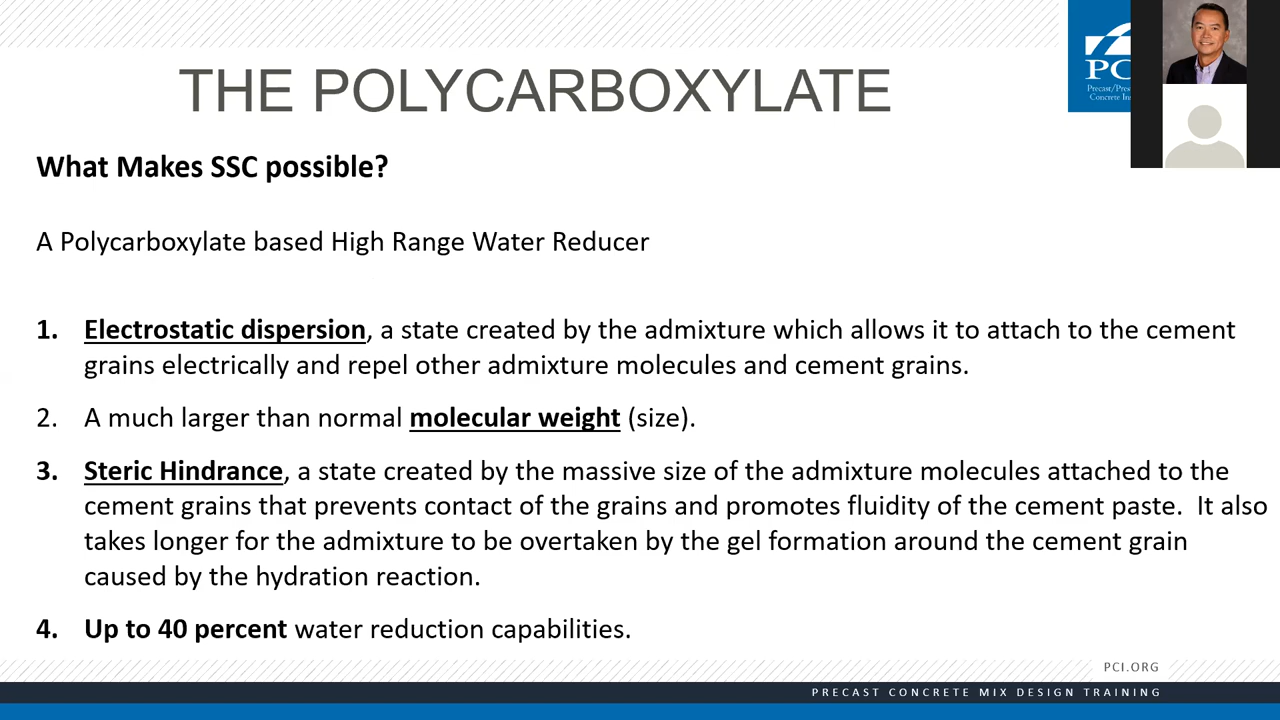 THE POLYCARBOXYLATE
PC
Precast/Pres
Concrete Ins
What Makes SSC possible?
A Polycarboxylate based High Range Water Reducer
1. Electrostatic dispersion, a state created by the admixture which allows it to attach to the cement
grains electrically and repel other admixture molecules and cement grains.
2. A much larger than normal molecular weight (size).
3. Steric Hindrance, a state created by the massive size of the admixture molecules attached to the
cement grains that prevents contact of the grains and promotes fluidity of the cement paste. It also
takes longer for the admixture to be overtaken by the gel formation around the cement grain
caused by the hydration reaction.
4. Up to 40 percent water reduction capabilities.
PCI.ORG
PRECAST CONCRETE MIX DESIGN TRAINING